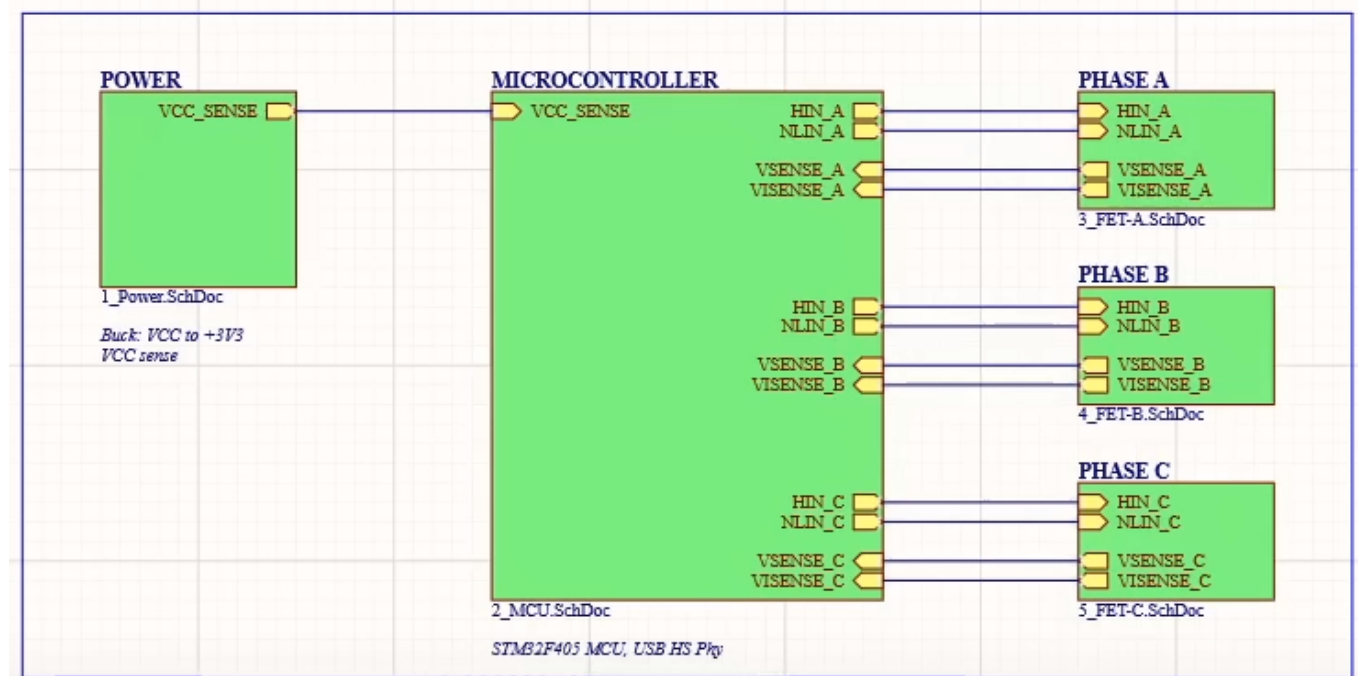 POWER
VCC_SENSE
1_Power.SchDoc
Buck: VCC to +3V3
VCC sense
MICROCONTROLLER
VCC_SENSE
HIN_A
NLIN_A
VSENSE_A
VISENSE_A
HIN_B
NLIN_B
VSENSE_B
VISENSE_B
HIN_C
NLIN_C
VSENSE_C
VISENSE_C
2_MCU.SchDoc
STM32F405 MCU, USB HS Phy
PHASE A
HIN_A
NLIN_A
VSENSE_A
VISENSE_A
3_FET-A.SchDoc
PHASE B
HIN_B
NLIN_B
VSENSE_B
VISENSE_B
4_FET-B.SchDoc
PHASE C
HIN_C
NLIN_C
VSENSE_C
VISENSE_C
5_FET-C.SchDoc